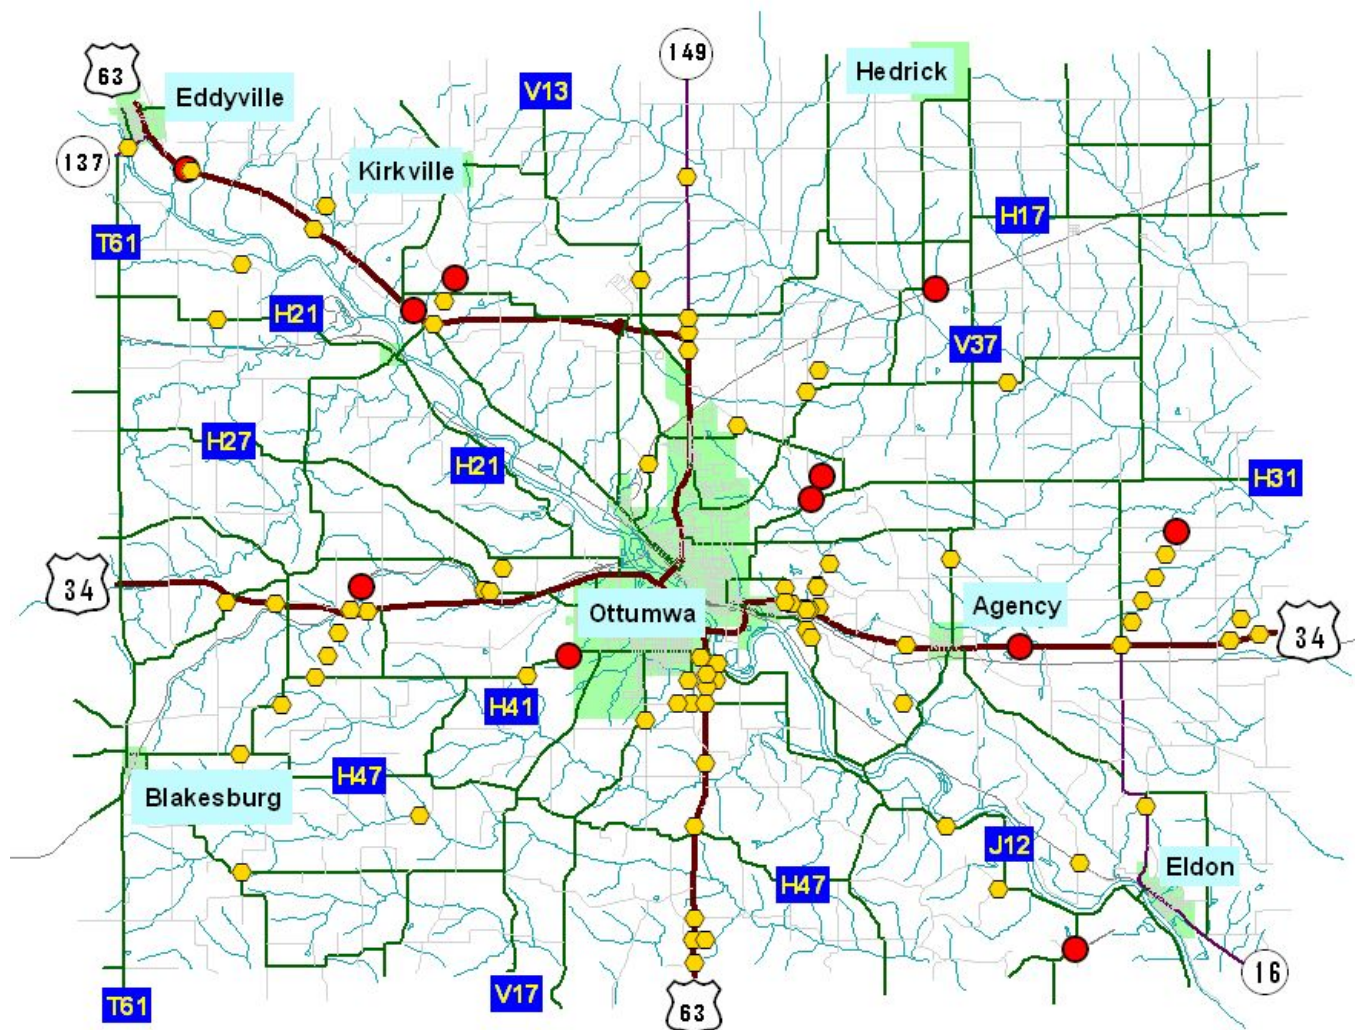 149
63
Hedrick
V13
Eddyville
137
Kirkville
H17
T61
H21
V37
H27
H21
H31
34
Agency
Ottumwa
34
H41
H47
Blakesburg
J12
Eldon
H47
16
V17
T61
63